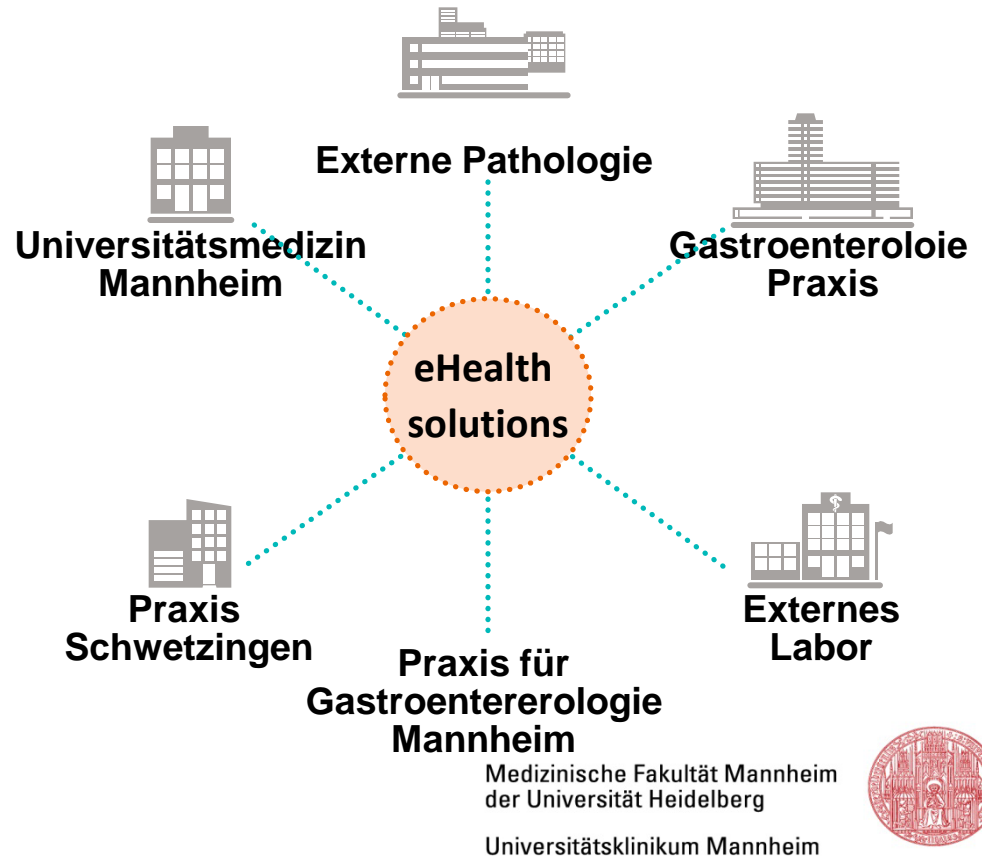 Externe Pathologie
Universitätsmedizin
Mannheim
Gastroenteroloie
Praxis
eHealth
solutions
Praxis
Schwetzingen
Praxis für
Gastroentererologie
Mannheim
Externes
Labor
Medizinische Fakultät Mannheim
der Universität Heidelberg
Universitätsklinikum Mannheim